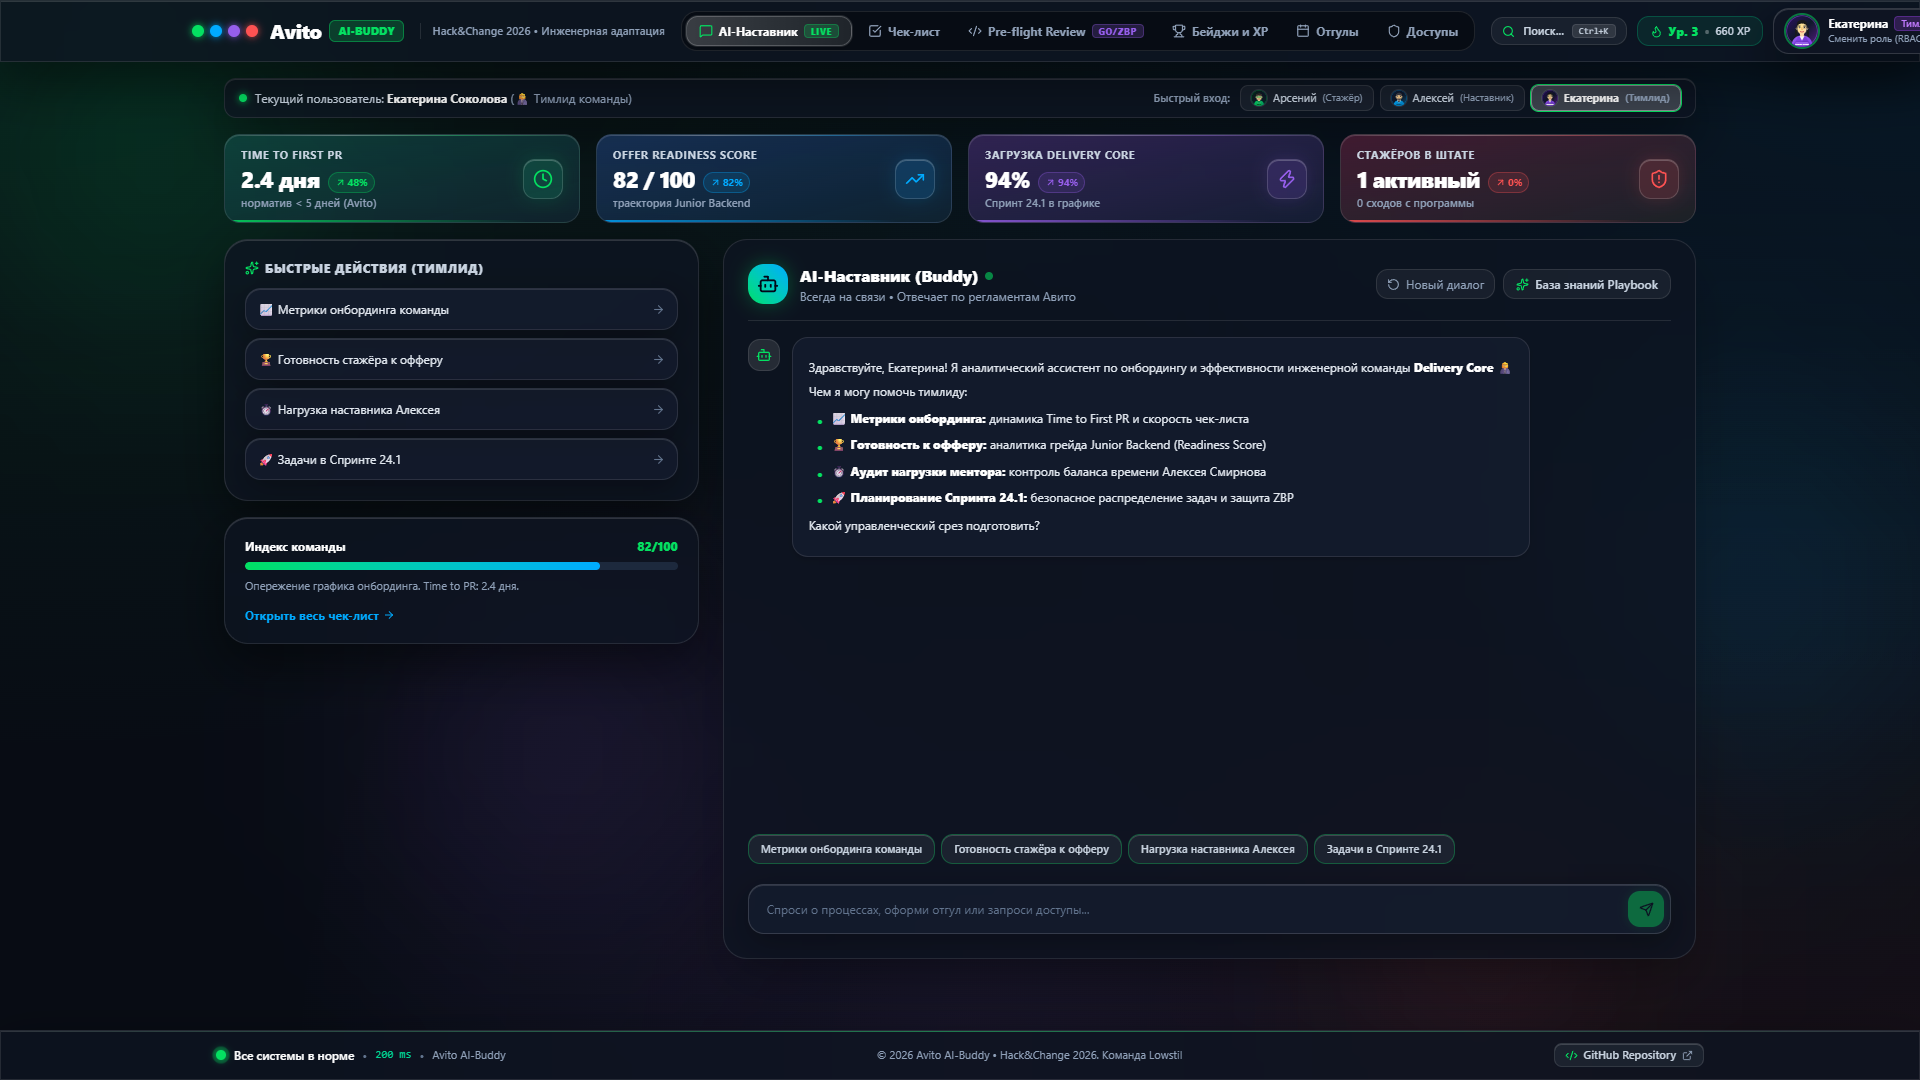 Avito AI-BUDDY Hack&Change 2026 • Инженерная адаптация AI-Наставник LIVE Чек-лист Pre-flight Review GO/ZBP Бейджи и XP Отгулы Доступы Поиск... Ctrl+K Ур. 3 • 660 XP Екатерина
Сменить роль
Текущий пользователь: Екатерина Соколова ( Тимлид команды) Быстрый вход: Арсений (Стажёр) Алексей (Наставник) Екатерина (Тимлид)
TIME TO FIRST PR
2.4 дня 48%
норматив < 5 дней (Avito)
OFFER READINESS SCORE
82 / 100 82%
траектория Junior Backend
ЗАГРУЗКА DELIVERY CORE
94% 94%
Спринт 24.1 в графике
СТАЖЁРОВ В ШТАТЕ
1 активный 0%
0 сходов с программы
БЫСТРЫЕ ДЕЙСТВИЯ (ТИМЛИД)
Метрики онбординга команды
Готовность стажёра к офферу
Нагрузка наставника Алексея
Задачи в Спринте 24.1
Индекс команды 82/100
Опережение графика онбординга. Time to PR: 2.4 дня.
Открыть весь чек-лист
AI-Наставник (Buddy)
Всегда на связи • Отвечает по регламентам Авито
Новый диалог База знаний Playbook
Здравствуйте, Екатерина! Я аналитический ассистент по онбордингу и эффективности инженерной команды Delivery Core
Чем я могу помочь тимлиду:
• Метрики онбординга: динамика Time to First PR и скорость чек-листа
• Готовность к офферу: аналитика грейда Junior Backend (Readiness Score)
• Аудит нагрузки ментора: контроль баланса времени Алексея Смирнова
• Планирование Спринта 24.1: безопасное распределение задач и защита ZBP
Какой управленческий срез подготовить?
Метрики онбординга команды Готовность стажёра к офферу Нагрузка наставника Алексея Задачи в Спринте 24.1
Спроси о процессах, оформи отгул или запроси доступы...
Все системы в норме • 200 ms • Avito AI-Buddy © 2026 Avito AI-Buddy • Hack&Change 2026. Команда Lowstil GitHub Repository